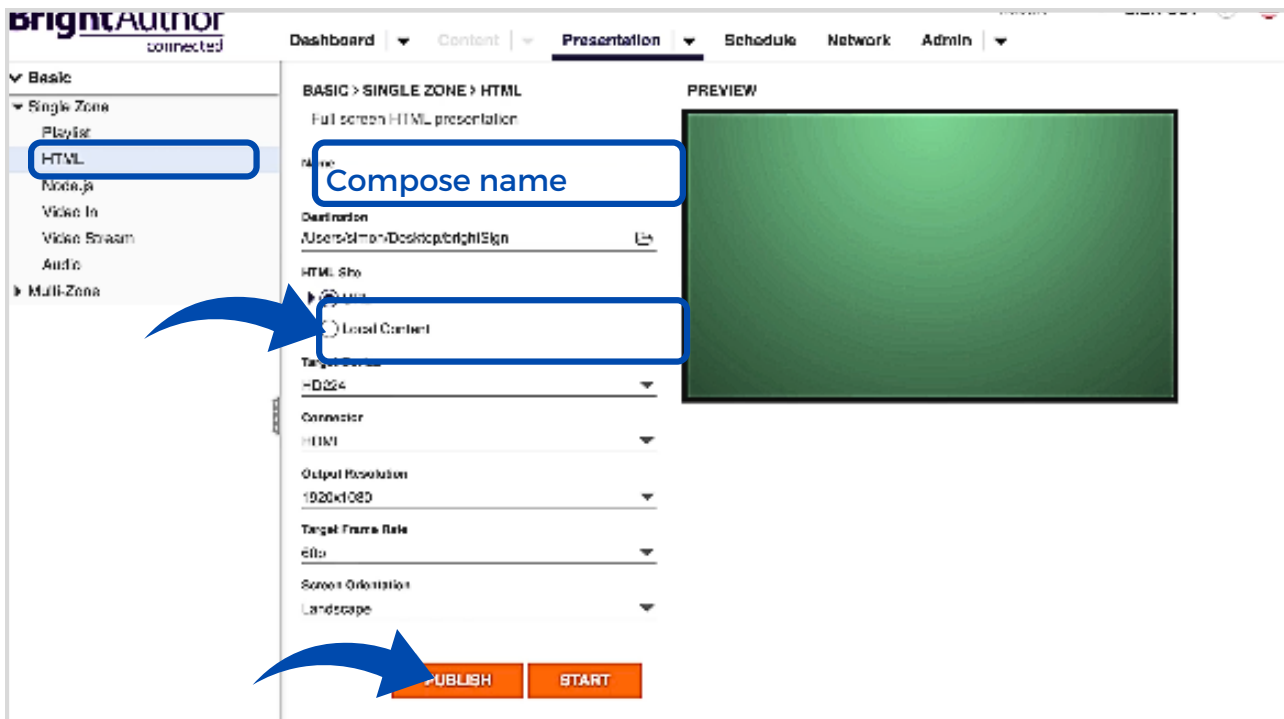 BrightAuthor
connected
Dashboard Content Presentation Schedule Network Admin
Basic
Single Zone
Playlist
HTML
Node.js
Video In
Video Stream
Audio
Multi-Zone
BASIC > SINGLE ZONE > HTML
Full screen HTML presentation
Name
Compose name
Destination
/Users/simon/Desktop/brightSign
HTML Site
Local Content
Target
HD224
Connector
HDMI
Output Resolution
1920x1080
Target Frame Rate
Screen Orientation
Landscape
PUBLISH START
PREVIEW